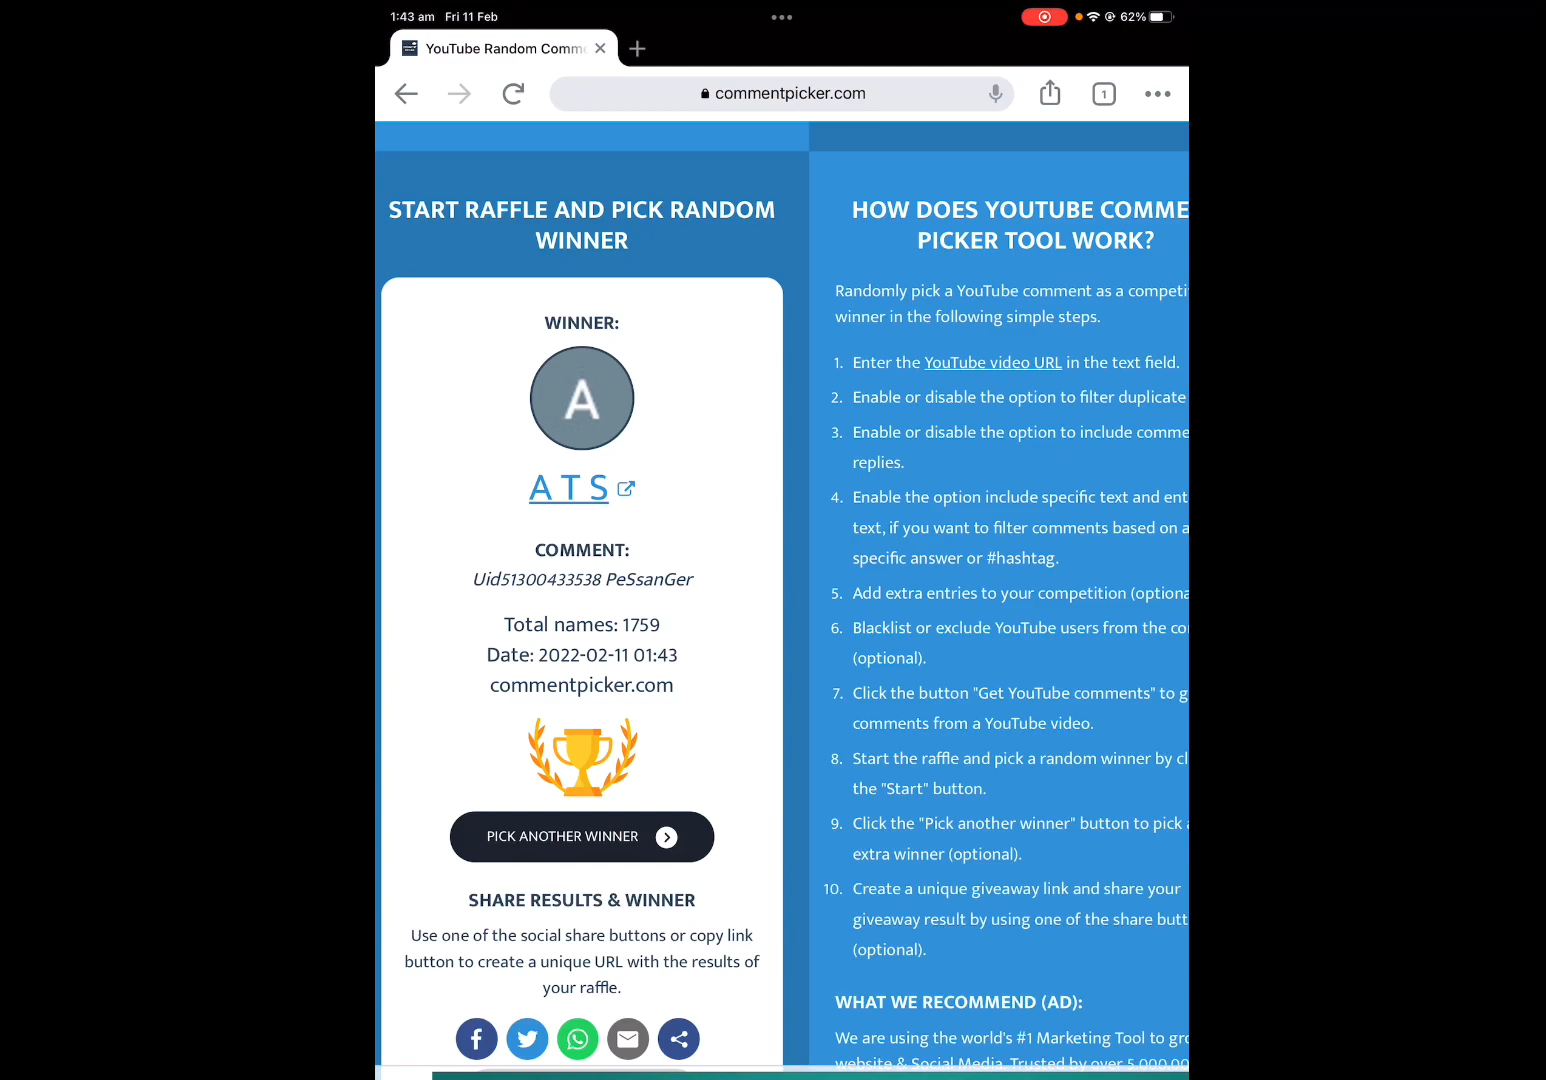 1:43 am Fri 11 Feb
62%
YouTube Random Comm
commentpicker.com
1
START RAFFLE AND PICK RANDOM
WINNER
WINNER:
A
A T S
COMMENT:
Uid51300433538 PeSsanGer
Total names: 1759
Date: 2022-02-11 01:43
commentpicker.com
PICK ANOTHER WINNER
SHARE RESULTS & WINNER
Use one of the social share buttons or copy link
button to create a unique URL with the results of
your raffle.
HOW DOES YOUTUBE COMME
PICKER TOOL WORK?
Randomly pick a YouTube comment as a competi
winner in the following simple steps.
1. Enter the YouTube video URL in the text field.
2. Enable or disable the option to filter duplicate
3. Enable or disable the option to include comme
replies.
4. Enable the option include specific text and ent
text, if you want to filter comments based on a
specific answer or #hashtag.
5. Add extra entries to your competition (optiona
6. Blacklist or exclude YouTube users from the co
(optional).
7. Click the button "Get YouTube comments" to g
comments from a YouTube video.
8. Start the raffle and pick a random winner by cl
the "Start" button.
9. Click the "Pick another winner" button to pick
extra winner (optional).
10. Create a unique giveaway link and share your
giveaway result by using one of the share butt
(optional).
WHAT WE RECOMMEND (AD):
We are using the world's #1 Marketing Tool to gro
website & Social Media. Trusted by over 5.000.00